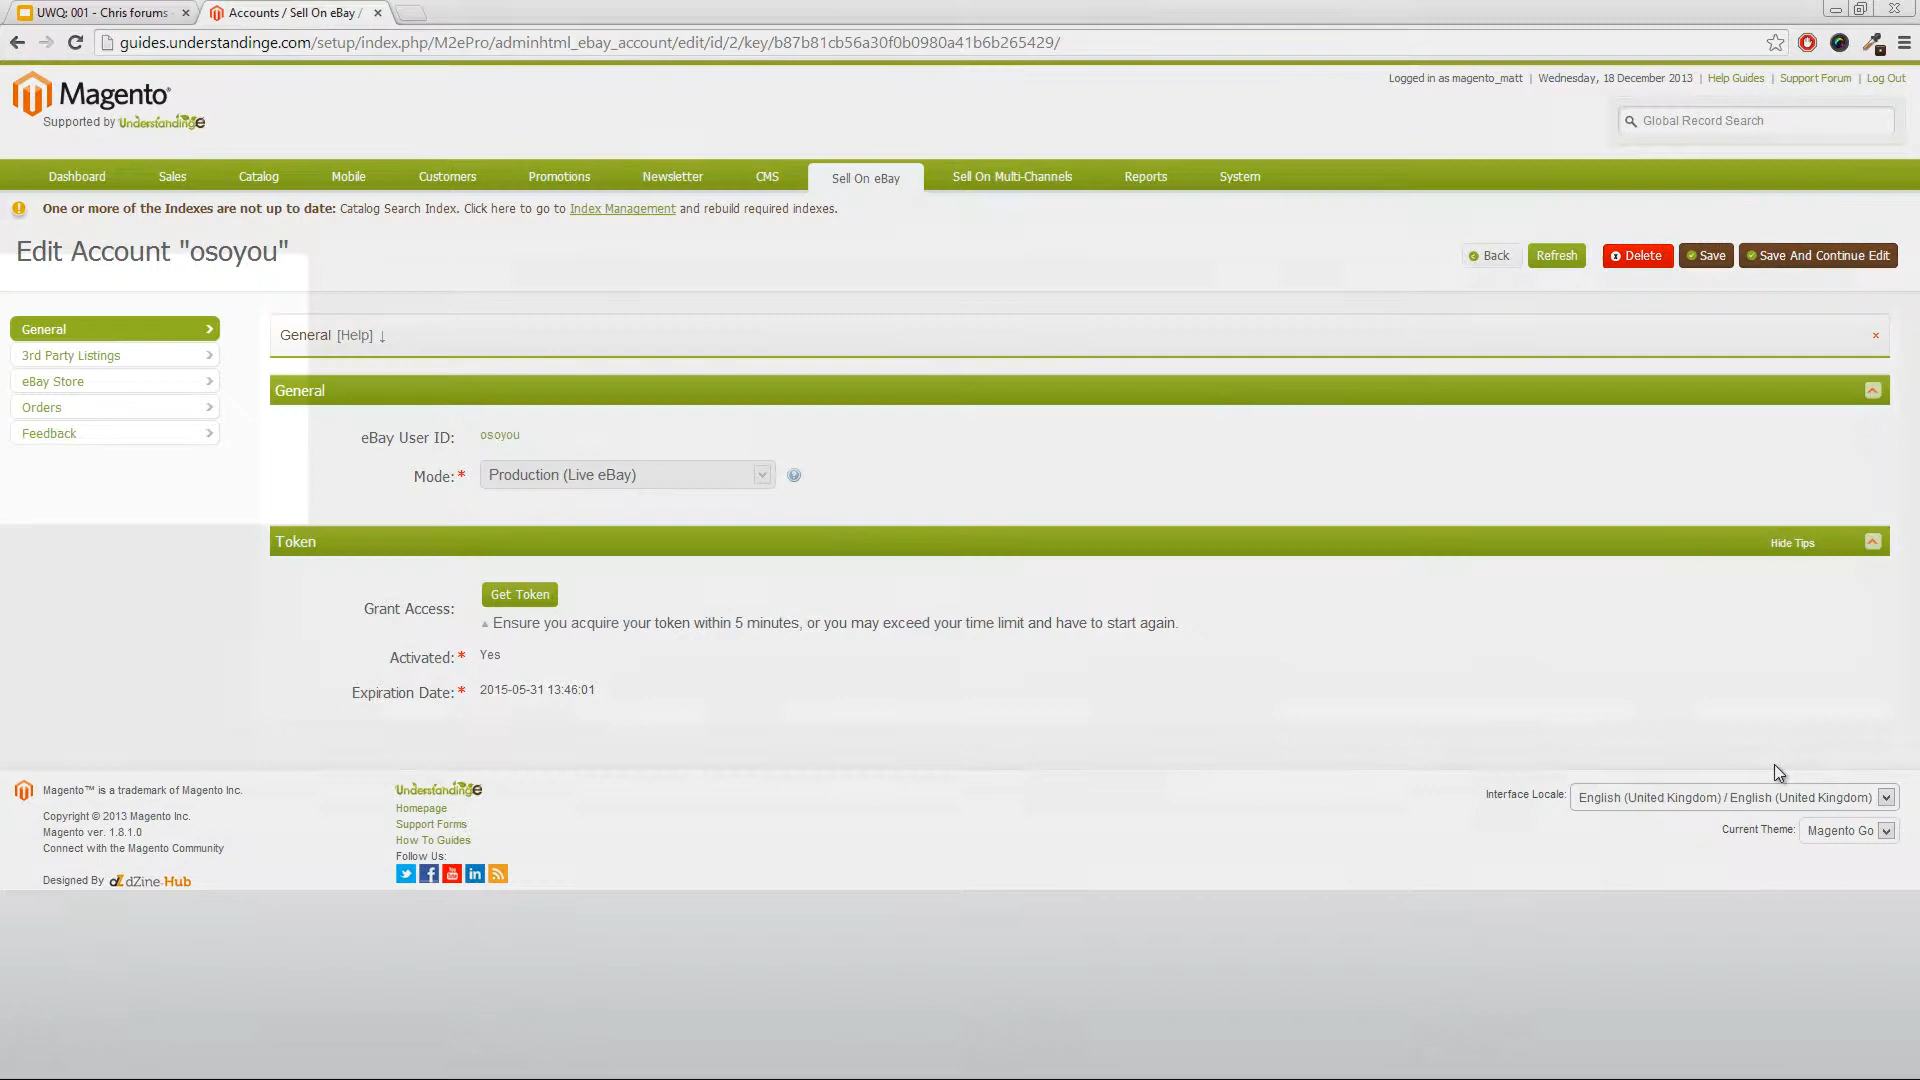 UWQ: 001 - Chris forums
Accounts / Sell On eBay /
guides.understandinge.com/setup/index.php/M2ePro/adminhtml_ebay_account/edit/id/2/key/b87b81cb56a30f0b0980a41b6b265429/
Magento®
Supported by Understandinge
Logged in as magento_matt | Wednesday, 18 December 2013 | Help Guides | Support Forum | Log Out
Global Record Search
Dashboard Sales Catalog Mobile Customers Promotions Newsletter CMS Sell On eBay Sell On Multi-Channels Reports System
One or more of the Indexes are not up to date: Catalog Search Index. Click here to go to Index Management and rebuild required indexes.
Edit Account "osoyou"
Back Refresh Delete Save Save And Continue Edit
General
3rd Party Listings
eBay Store
Orders
Feedback
General [Help] ↓
General
eBay User ID: osoyou
Mode: * Production (Live eBay)
Token Hide Tips
Grant Access: Get Token
Ensure you acquire your token within 5 minutes, or you may exceed your time limit and have to start again.
Activated: * Yes
Expiration Date: * 2015-05-31 13:46:01
Magento™ is a trademark of Magento Inc.
Copyright © 2013 Magento Inc.
Magento ver. 1.8.1.0
Connect with the Magento Community
Designed By dZ dZine-Hub
Understandinge
Homepage
Support Forms
How To Guides
Follow Us:
Interface Locale: English (United Kingdom) / English (United Kingdom)
Current Theme: Magento Go